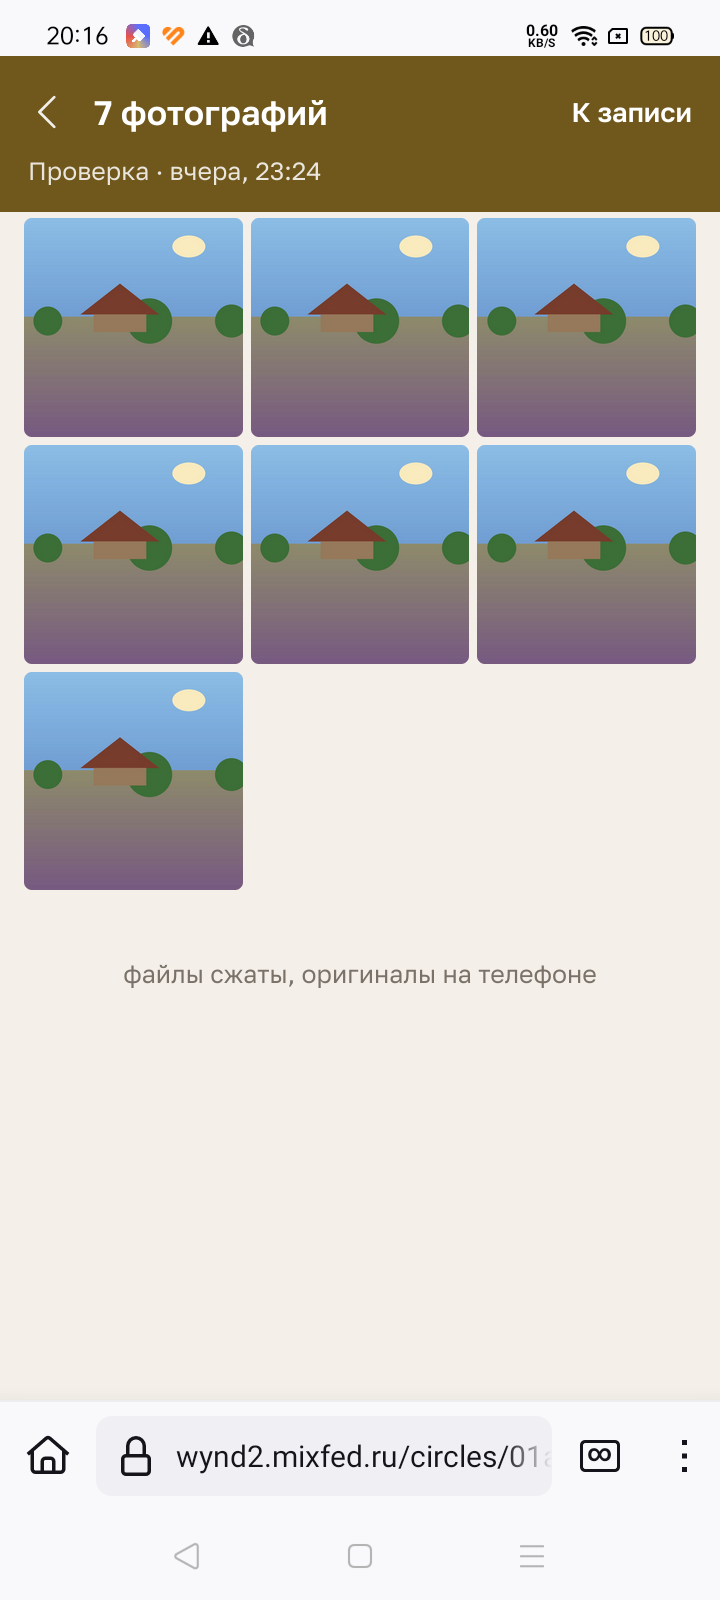 20:16
0.60
KB/S
100
7 фотографий
К записи
Проверка · вчера, 23:24
файлы сжаты, оригиналы на телефоне
wynd2.mixfed.ru/circles/01a